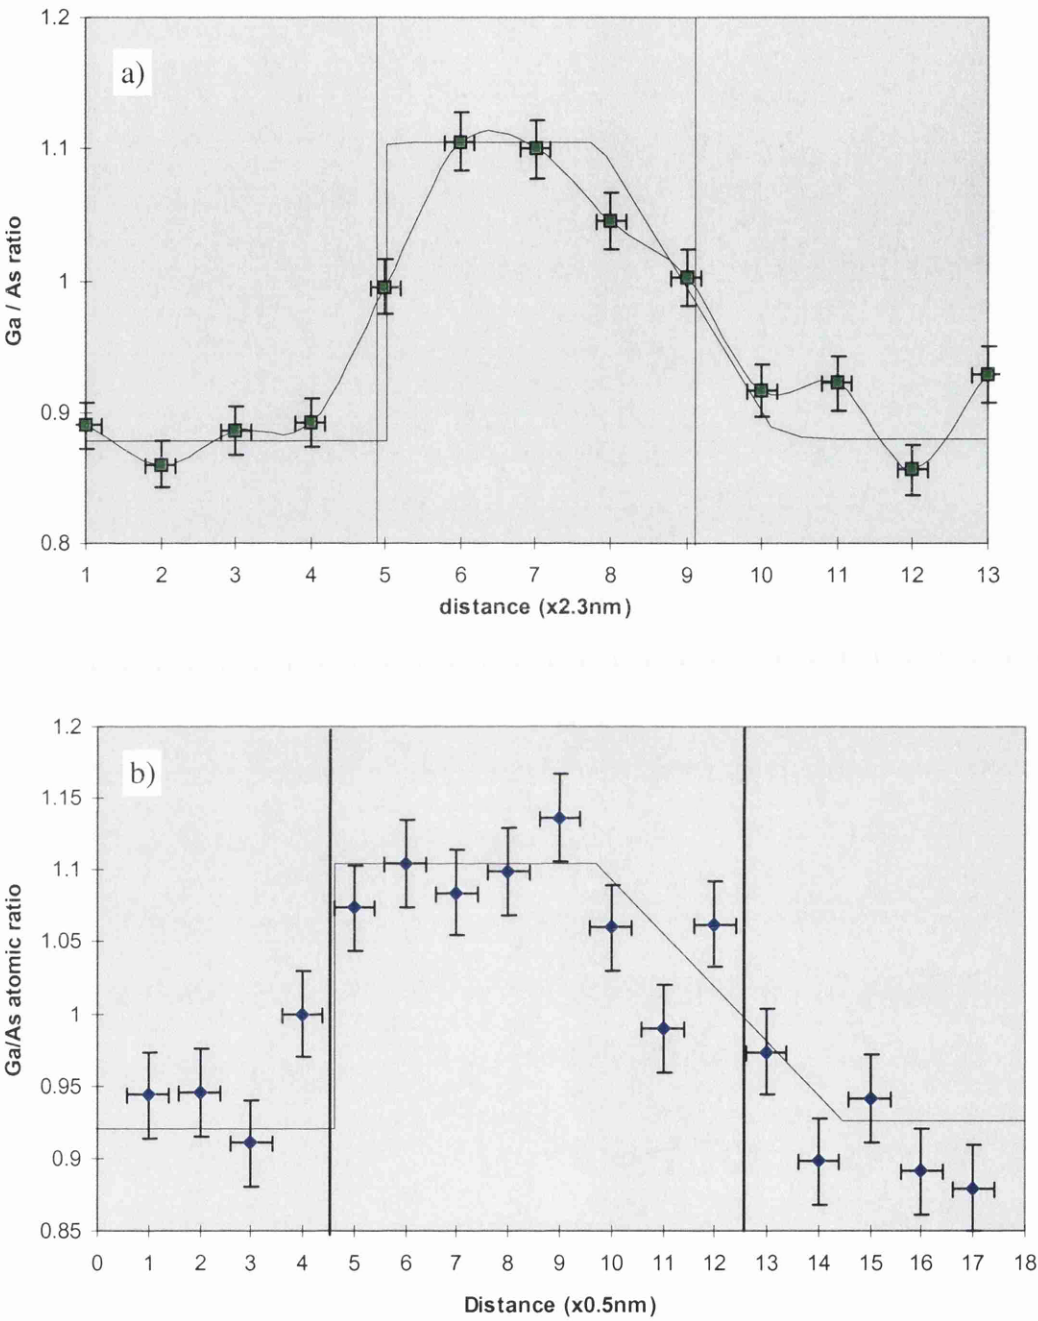 1.2
a)
1.1
1
0.9
0.8
Ga / As ratio
1 2 3 4 5 6 7 8 9 10 11 12 13
distance (x2.3nm)
1.2
b)
1.15
1.1
1.05
1
0.95
0.9
0.85
Ga/As atomic ratio
0 1 2 3 4 5 6 7 8 9 10 11 12 13 14 15 16 17 18
Distance (x0.5nm)